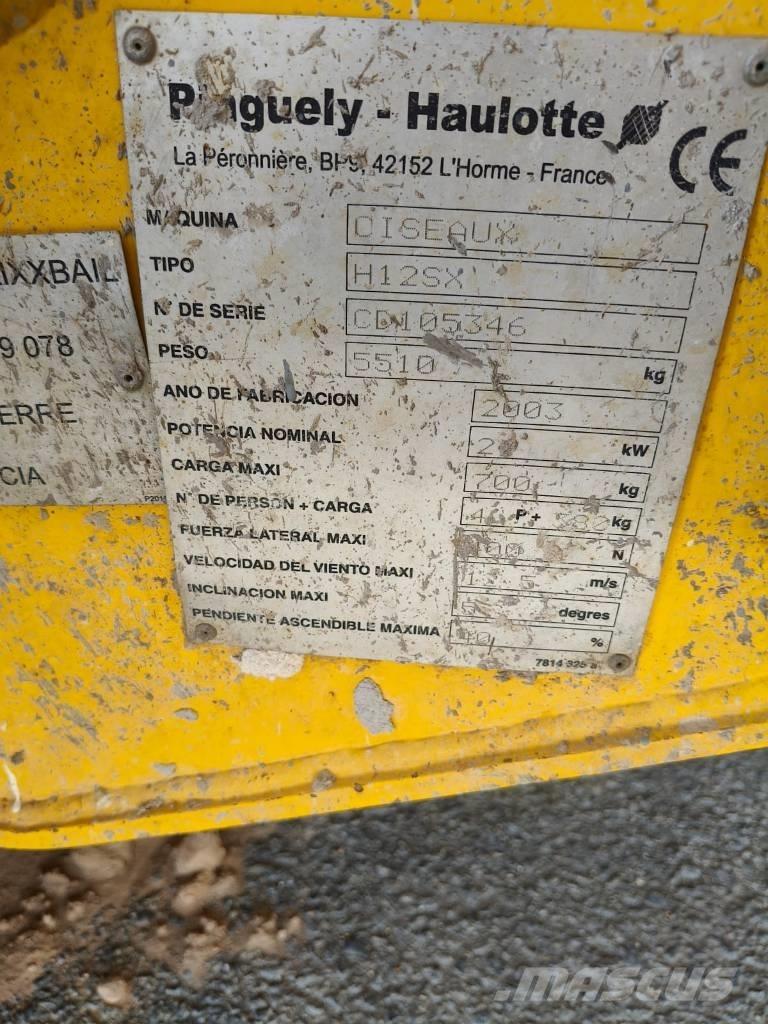 Pinguely - Haulotte
La Péronnière, BP9, 42152 L'Horme - France
CE
MAQUINA CISEAUX
TIPO H12SX
N° DE SERIE CD105346
PESO 5510 kg
ANO DE FABRICACION 2003
POTENCIA NOMINAL kW
CARGA MAXI 700 kg
N° DE PERSON + CARGA P + kg
FUERZA LATERAL MAXI N
VELOCIDAD DEL VIENTO MAXI m/s
INCLINACION MAXI degres
PENDIENTE ASCENDIBLE MAXIMA %
7814 325 a
IXXBAIL
9 078
ERRE
CIA
MASCUS